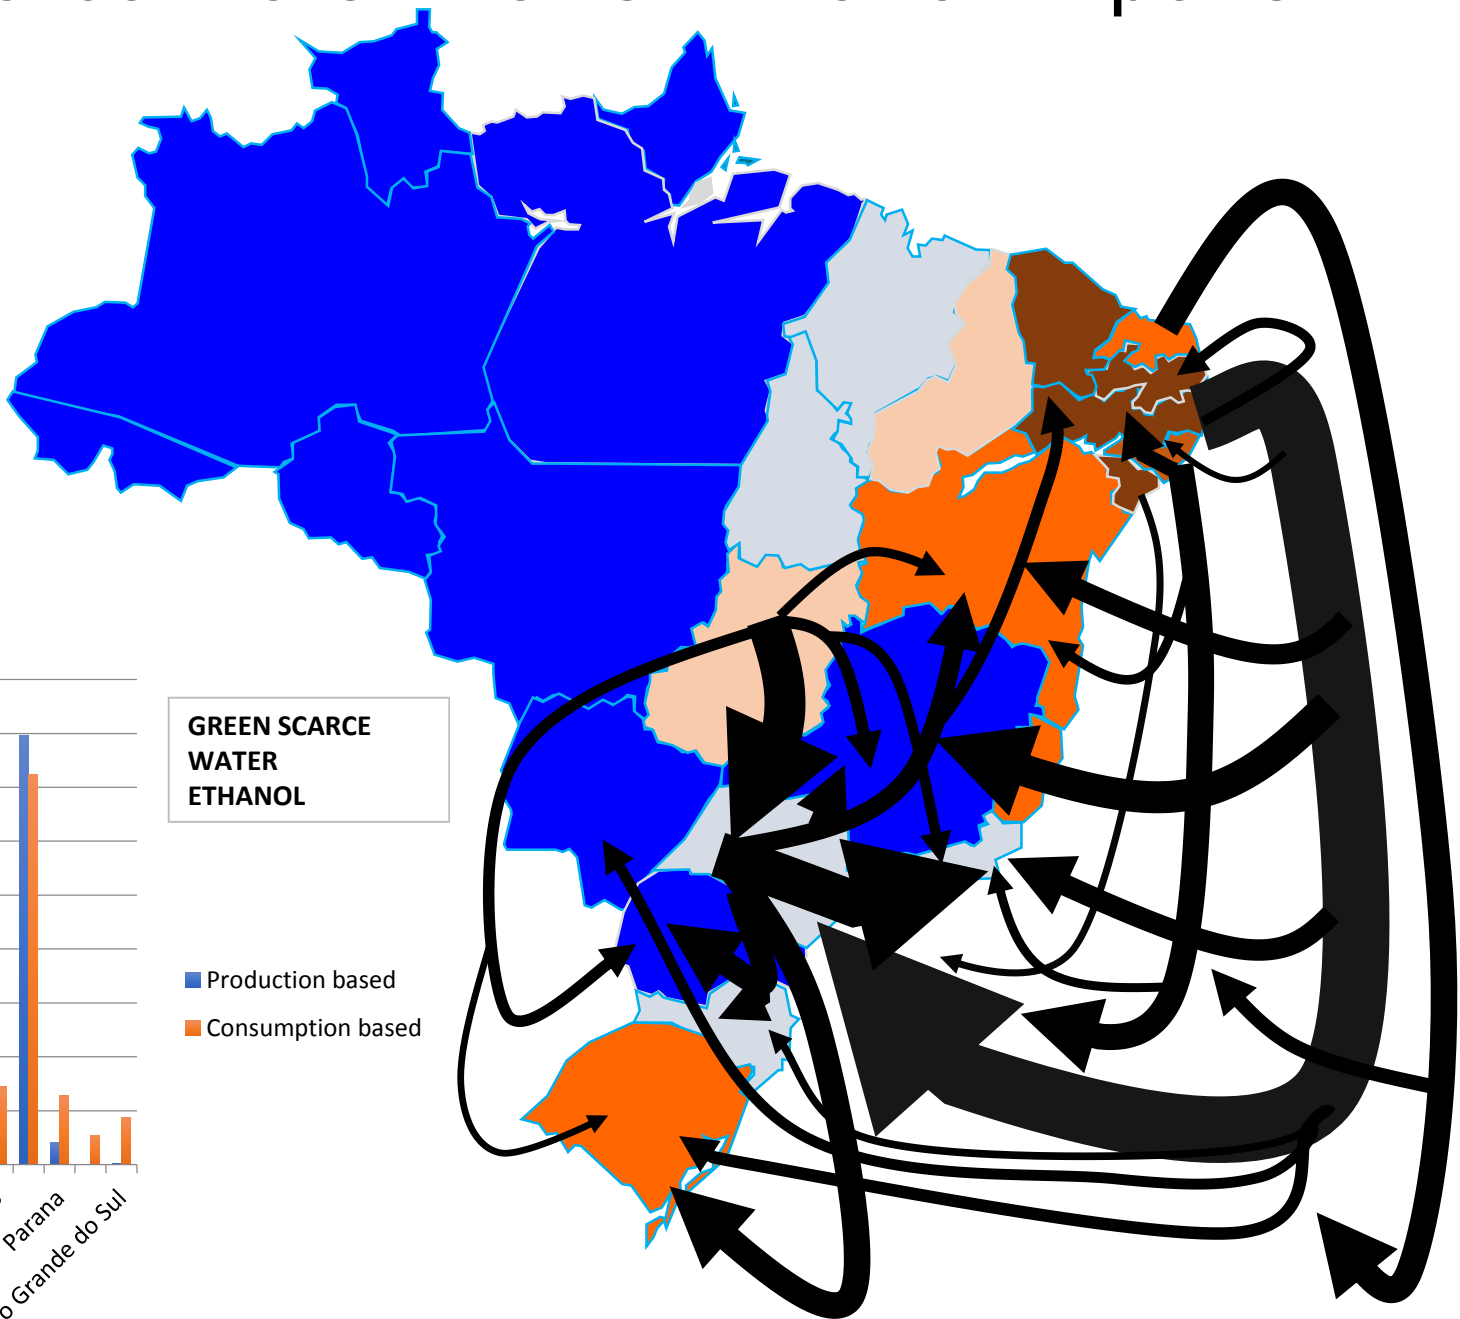 GREEN SCARCE
WATER
ETHANOL
Production based
Consumption based
Parana
Grande do Sul